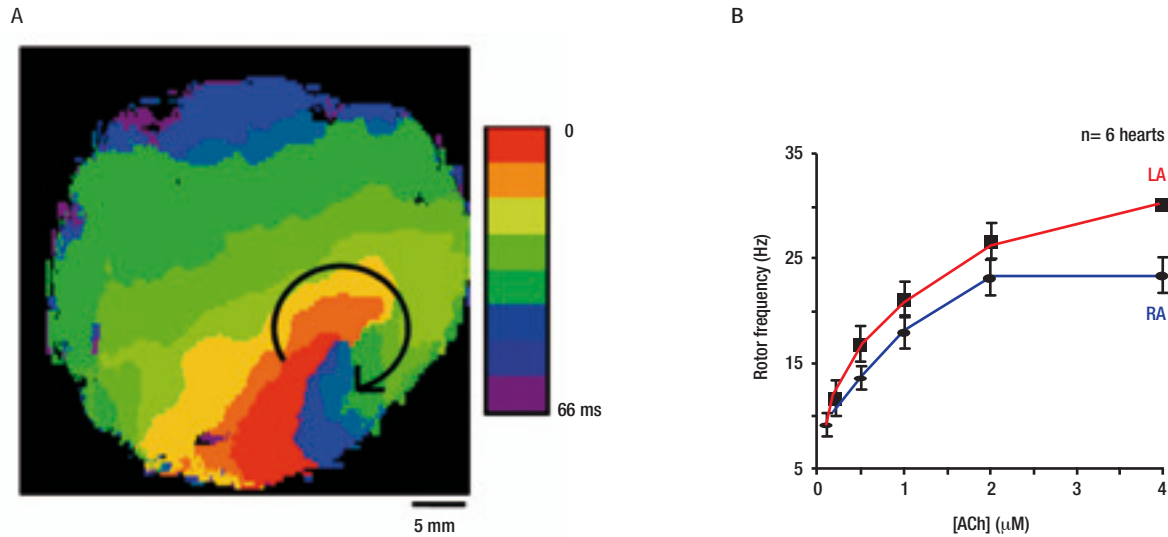 A
0
66 ms
5 mm
B
n= 6 hearts
35
25
15
5
Rotor frequency (Hz)
LA
RA
0
1
2
3
4
[ACh] (μM)